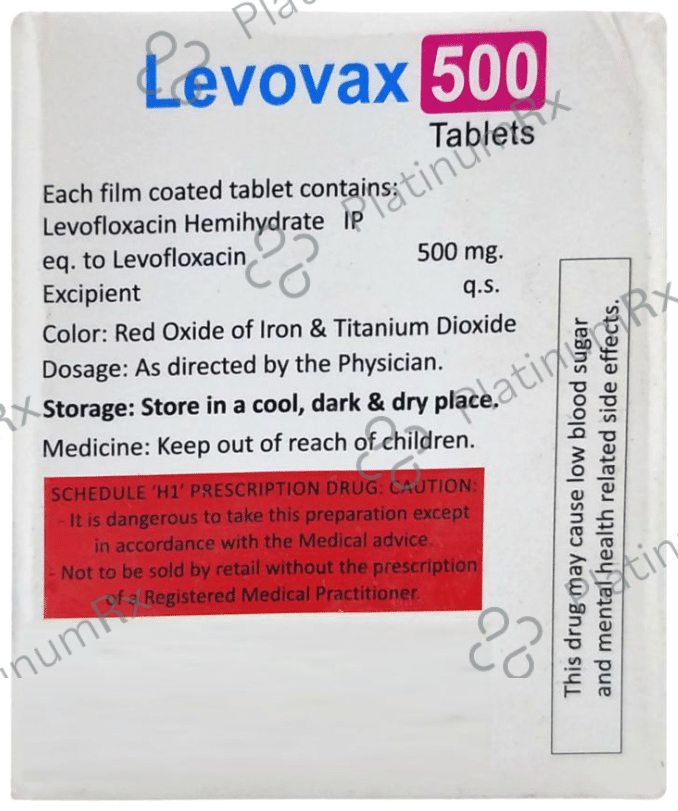 Levovax 500
Tablets
Each film coated tablet contains:
Levofloxacin Hemihydrate IP
eq. to Levofloxacin 500 mg.
Excipient q.s.
Color: Red Oxide of Iron & Titanium Dioxide
Dosage: As directed by the Physician.
Storage: Store in a cool, dark & dry place.
Medicine: Keep out of reach of children.
SCHEDULE 'H1' PRESCRIPTION DRUG. CAUTION:
- It is dangerous to take this preparation except
in accordance with the Medical advice.
- Not to be sold by retail without the prescription
of a Registered Medical Practitioner.
This drug may cause low blood sugar
and mental health related side effects.
PlatinumRx
PlatinumRx
PlatinumRx